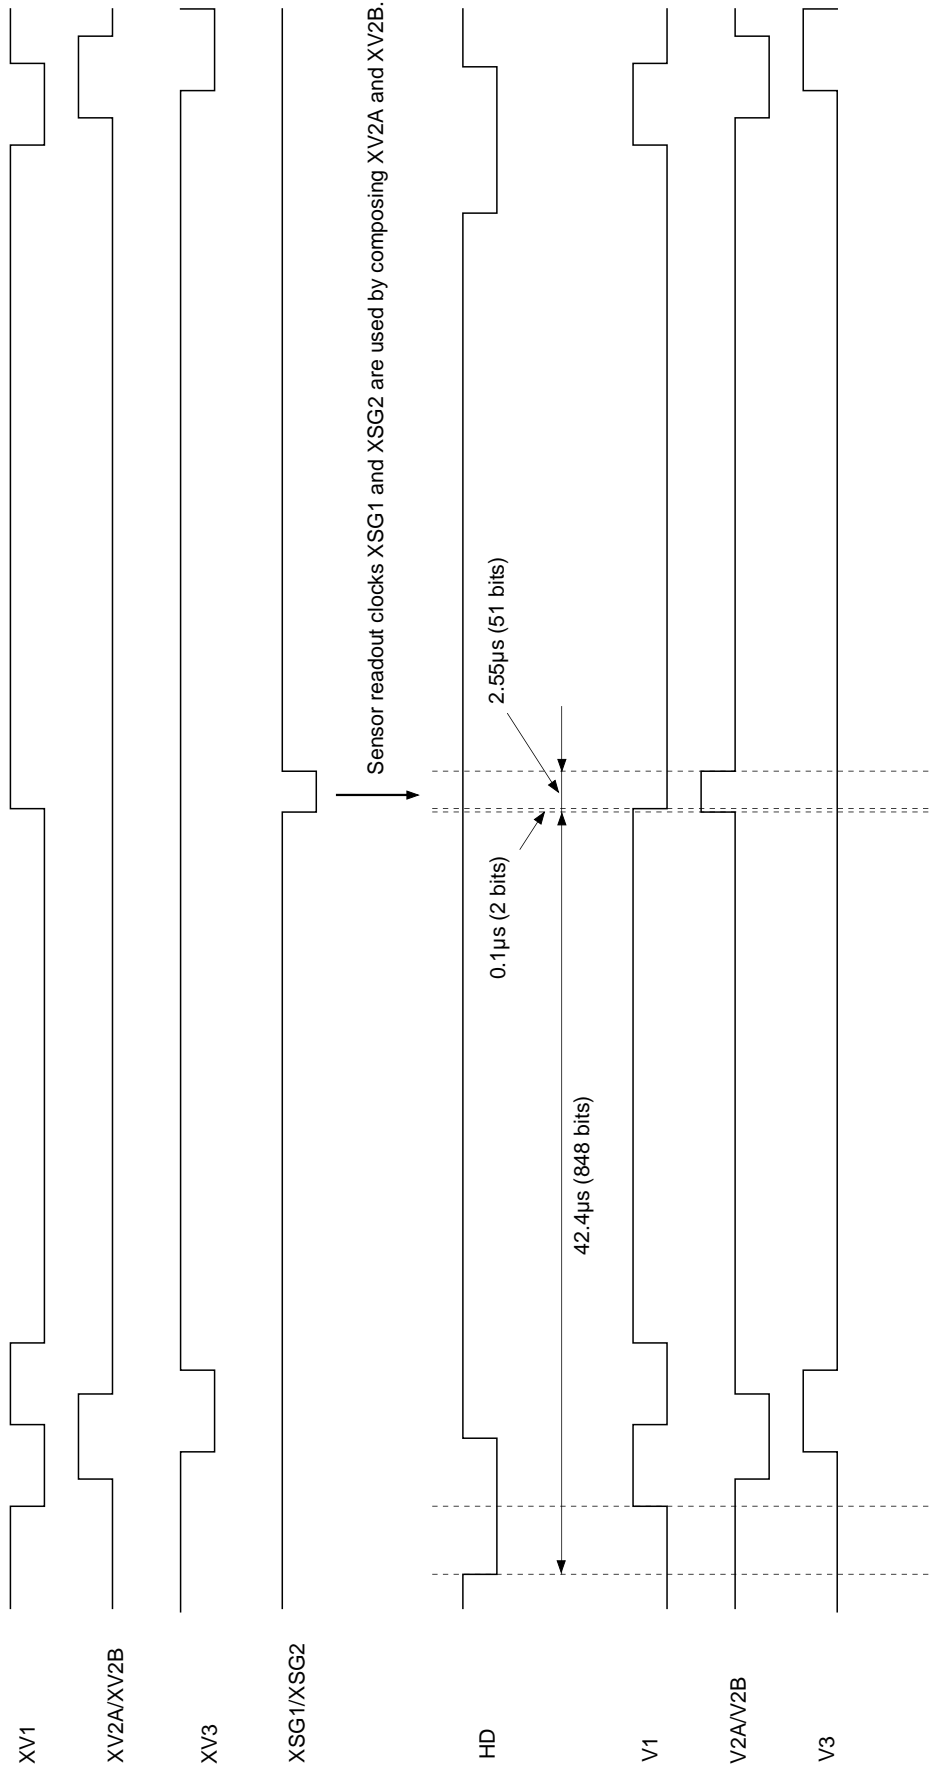 XV1
XV2A/XV2B
XV3
XSG1/XSG2
Sensor readout clocks XSG1 and XSG2 are used by composing XV2A and XV2B.
HD
0.1µs (2 bits)
2.55µs (51 bits)
42.4µs (848 bits)
V1
V2A/V2B
V3